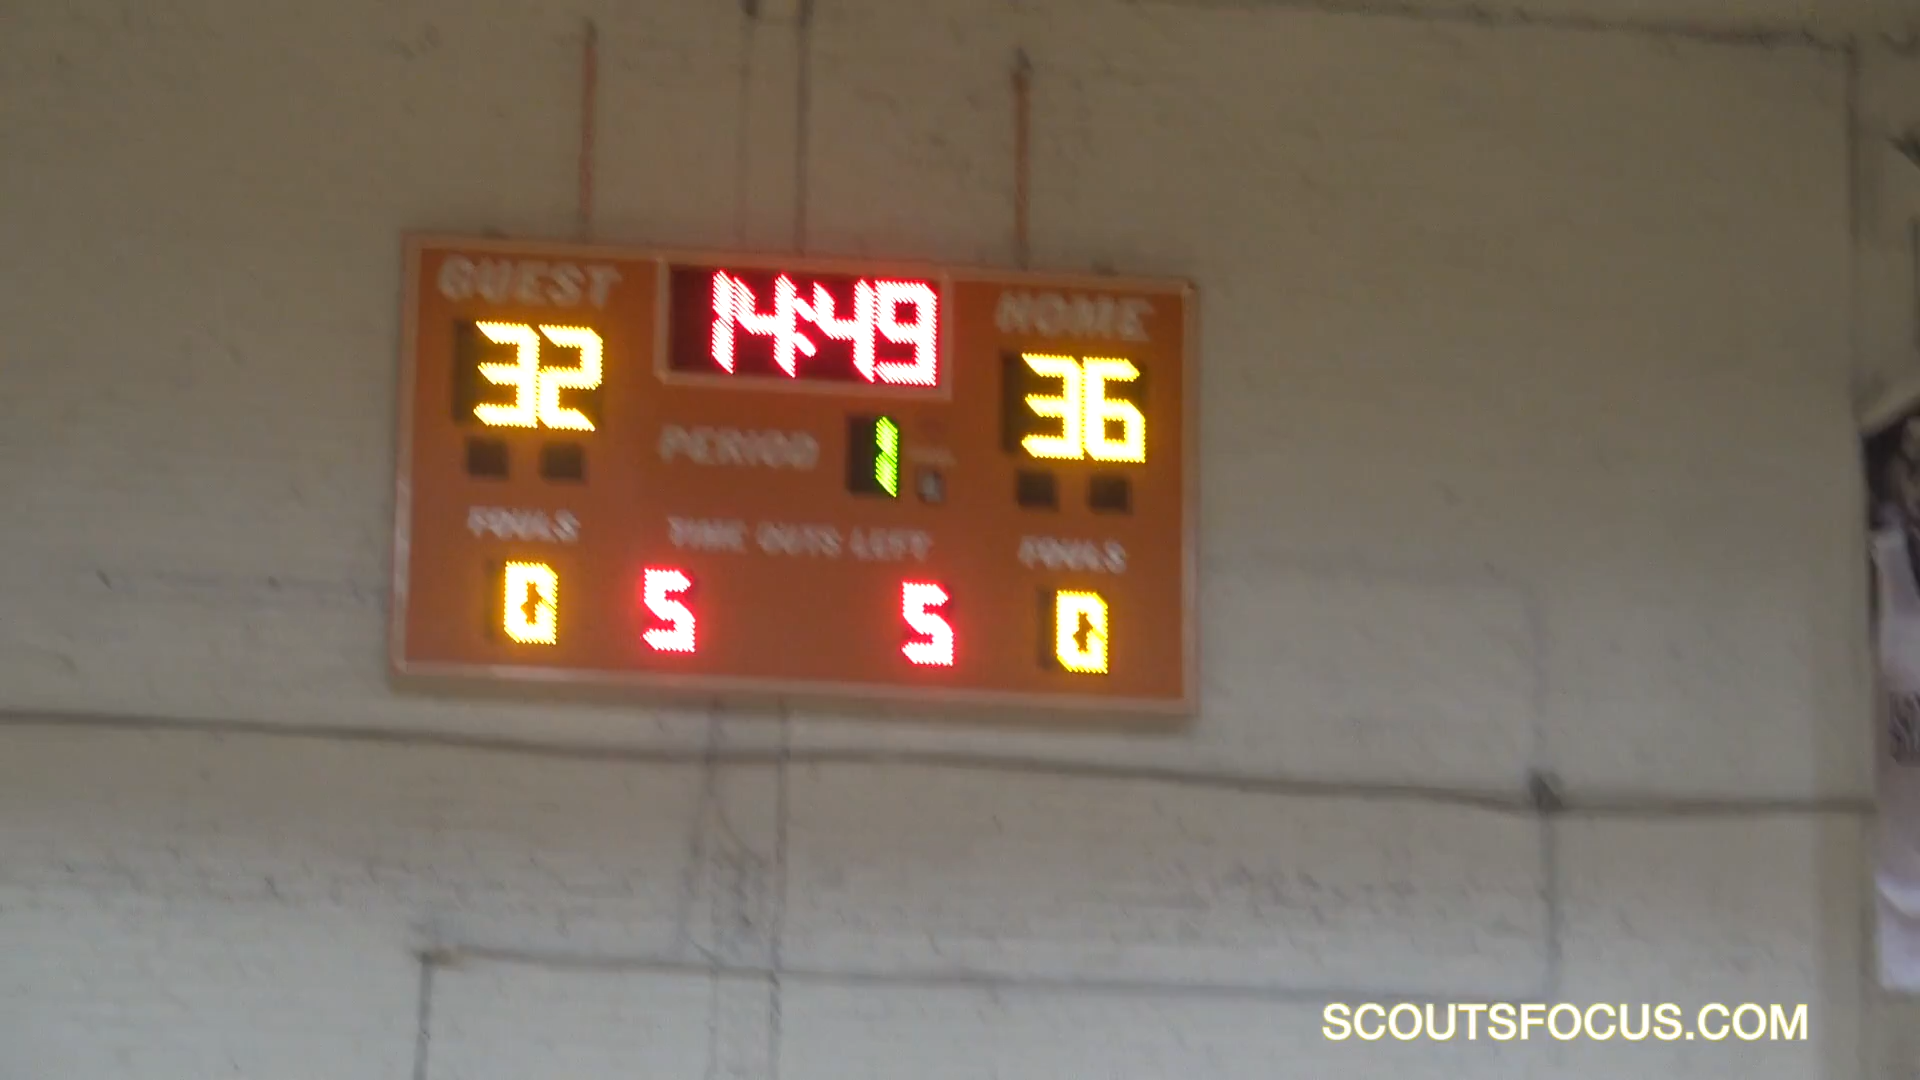 GUEST 14:49 HOME
32 36
PERIOD 1
FOULS TIME OUTS LEFT FOULS
0 5 5 0
SCOUTSFOCUS.COM